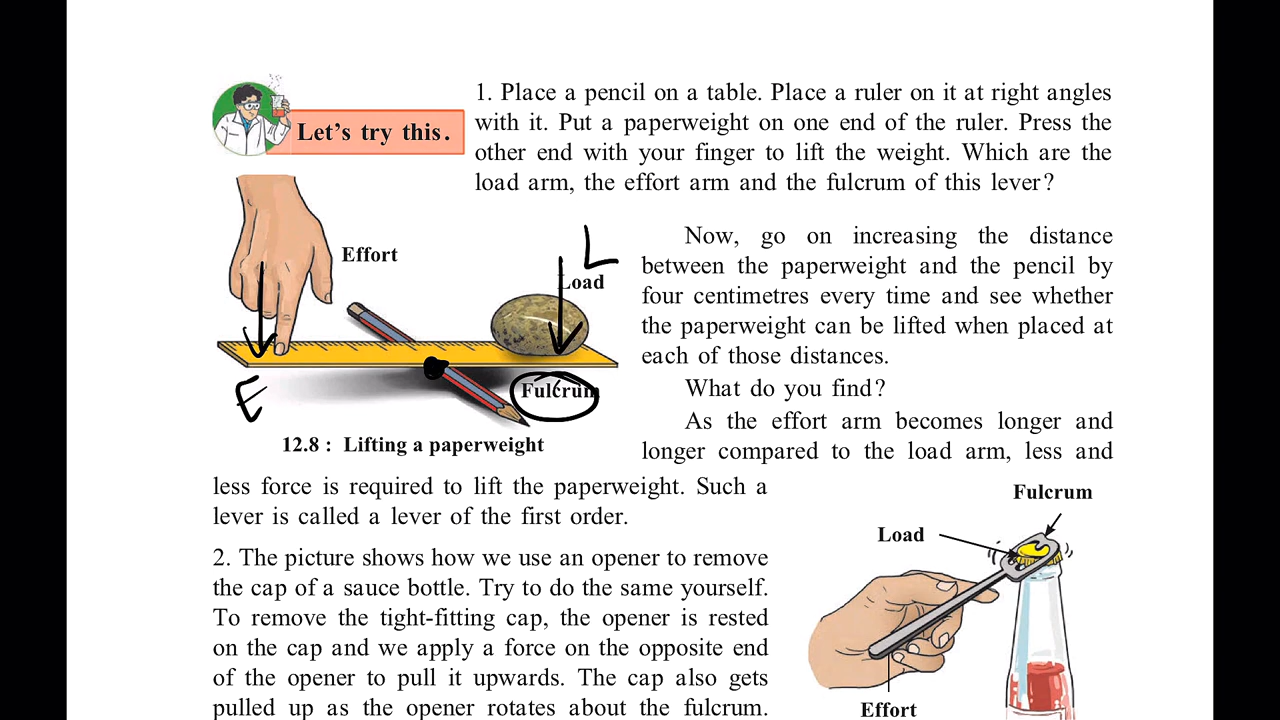 Let's try this.
1. Place a pencil on a table. Place a ruler on it at right angles
with it. Put a paperweight on one end of the ruler. Press the
other end with your finger to lift the weight. Which are the
load arm, the effort arm and the fulcrum of this lever?
Effort
L
Load
E
Fulcrum
12.8 : Lifting a paperweight
Now, go on increasing the distance
between the paperweight and the pencil by
four centimetres every time and see whether
the paperweight can be lifted when placed at
each of those distances.
What do you find?
As the effort arm becomes longer and
longer compared to the load arm, less and
less force is required to lift the paperweight. Such a
lever is called a lever of the first order.
2. The picture shows how we use an opener to remove
the cap of a sauce bottle. Try to do the same yourself.
To remove the tight-fitting cap, the opener is rested
on the cap and we apply a force on the opposite end
of the opener to pull it upwards. The cap also gets
pulled up as the opener rotates about the fulcrum.
Fulcrum
Load
Effort